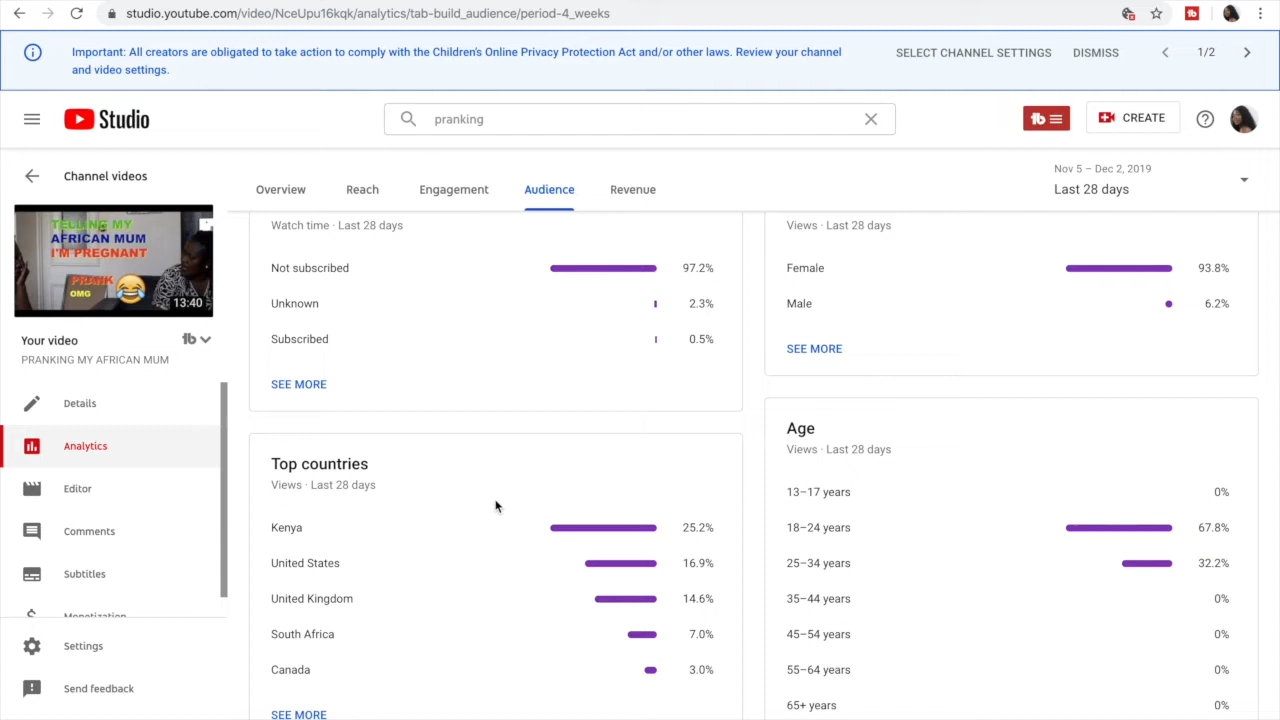 studio.youtube.com/video/NceUpu16kqk/analytics/tab-build_audience/period-4_weeks
Important: All creators are obligated to take action to comply with the Children's Online Privacy Protection Act and/or other laws. Review your channel
and video settings.
SELECT CHANNEL SETTINGS
DISMISS
1/2
Studio
pranking
tb
CREATE
Channel videos
Overview
Reach
Engagement
Audience
Revenue
Nov 5 – Dec 2, 2019
Last 28 days
TELLING MY
AFRICAN MUM
I'M PREGNANT
PRANK
OMG
13:40
Your video
tb
PRANKING MY AFRICAN MUM
Details
Analytics
Editor
Comments
Subtitles
Monetization
Settings
Send feedback
Watch time · Last 28 days
Not subscribed 97.2%
Unknown 2.3%
Subscribed 0.5%
SEE MORE
Views · Last 28 days
Female 93.8%
Male 6.2%
SEE MORE
Top countries
Views · Last 28 days
Kenya 25.2%
United States 16.9%
United Kingdom 14.6%
South Africa 7.0%
Canada 3.0%
SEE MORE
Age
Views · Last 28 days
13–17 years 0%
18–24 years 67.8%
25–34 years 32.2%
35–44 years 0%
45–54 years 0%
55–64 years 0%
65+ years 0%